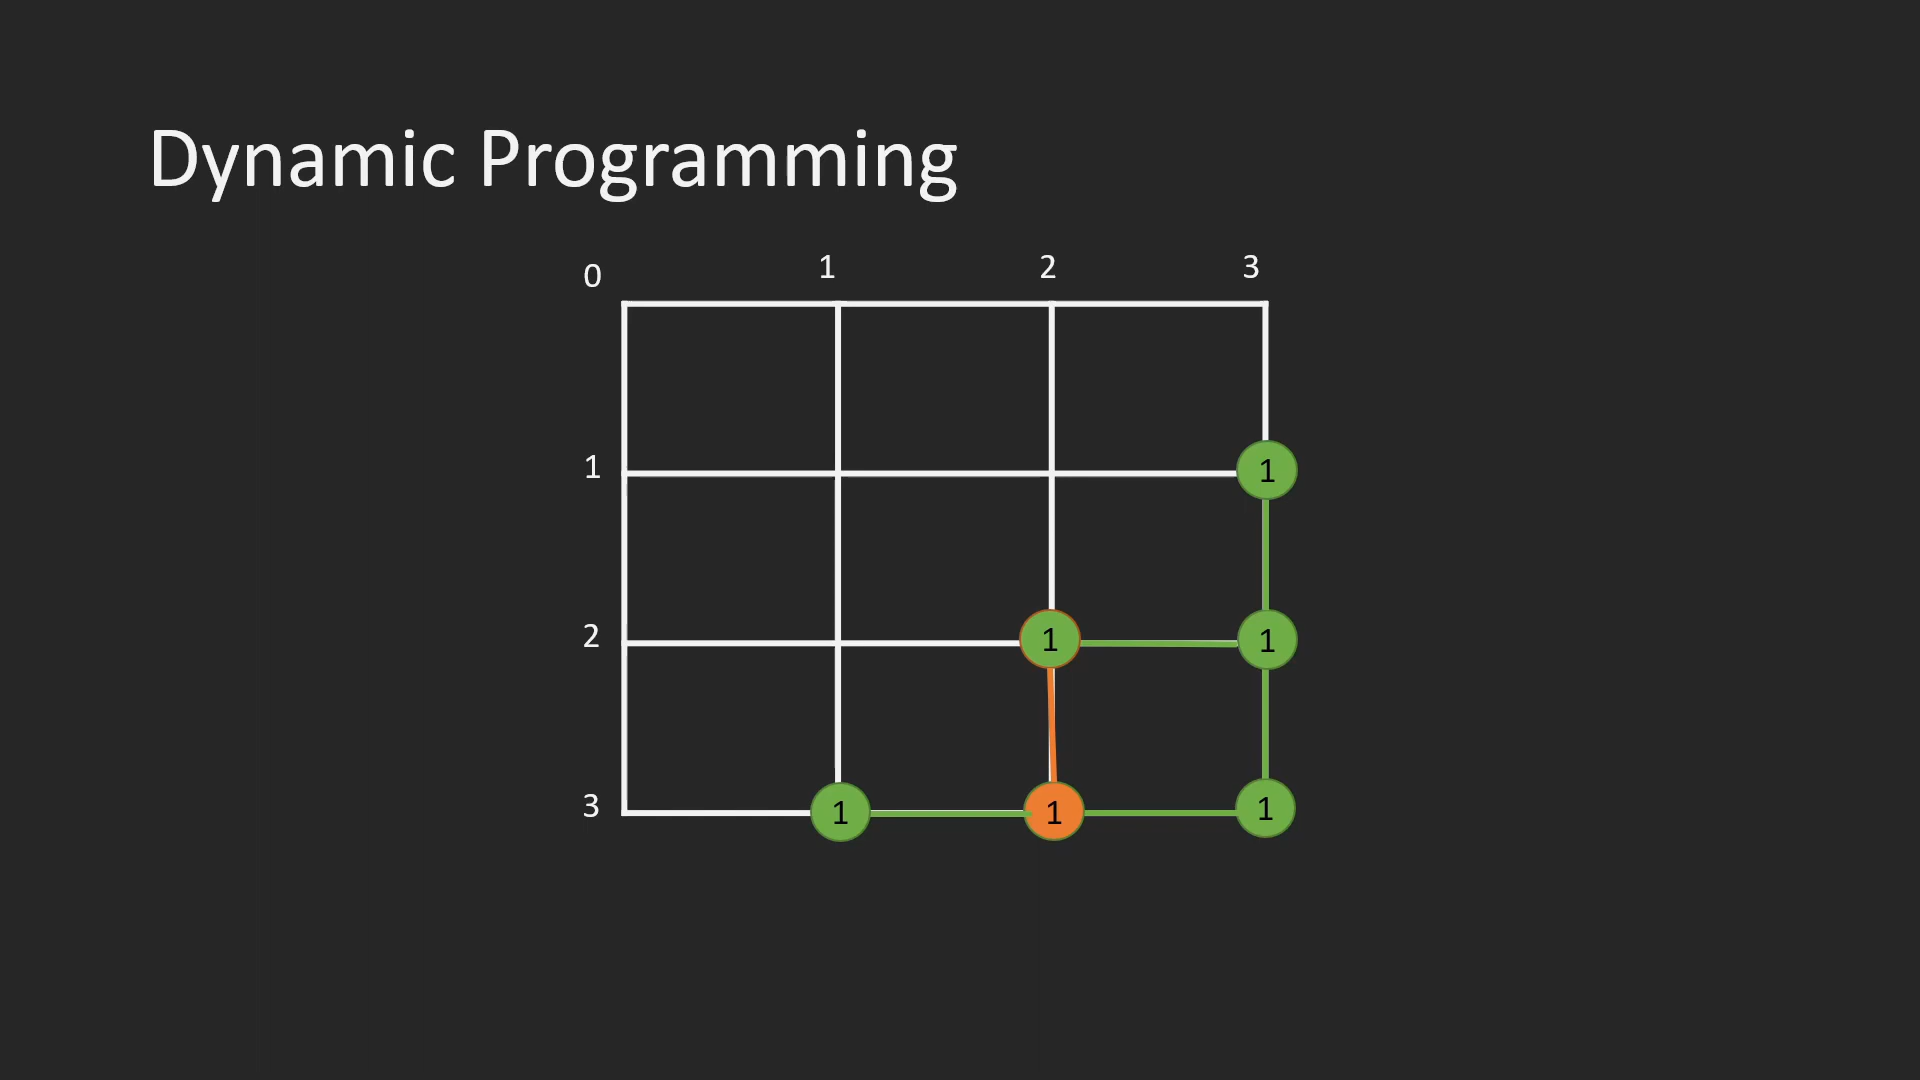 Dynamic Programming
0 1 2 3
1 1
2 1 1
3 1 1 1